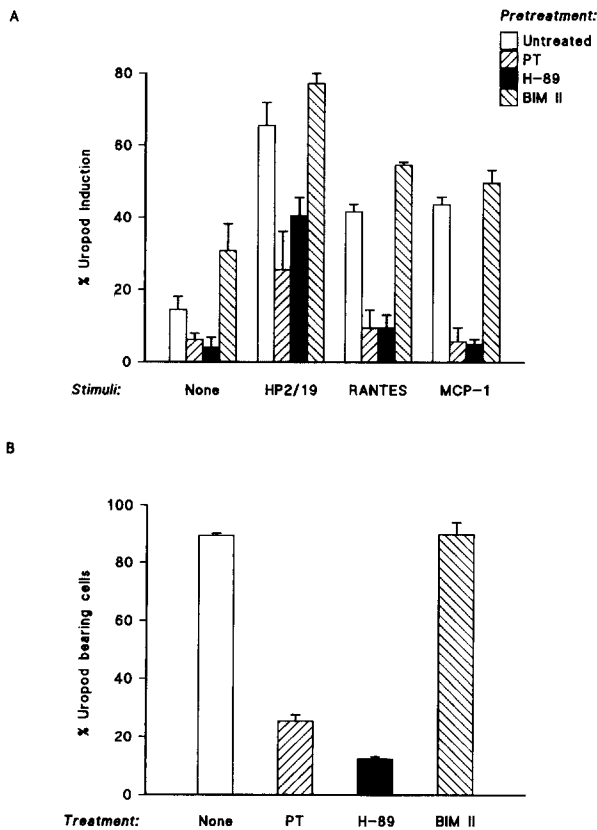 A
Pretreatment:
Untreated
PT
H-89
BIM II
80
60
40
20
0
% Uropod Induction
Stimuli: None HP2/19 RANTES MCP-1
B
100
80
60
40
20
0
% Uropod bearing cells
Treatment: None PT H-89 BIM II